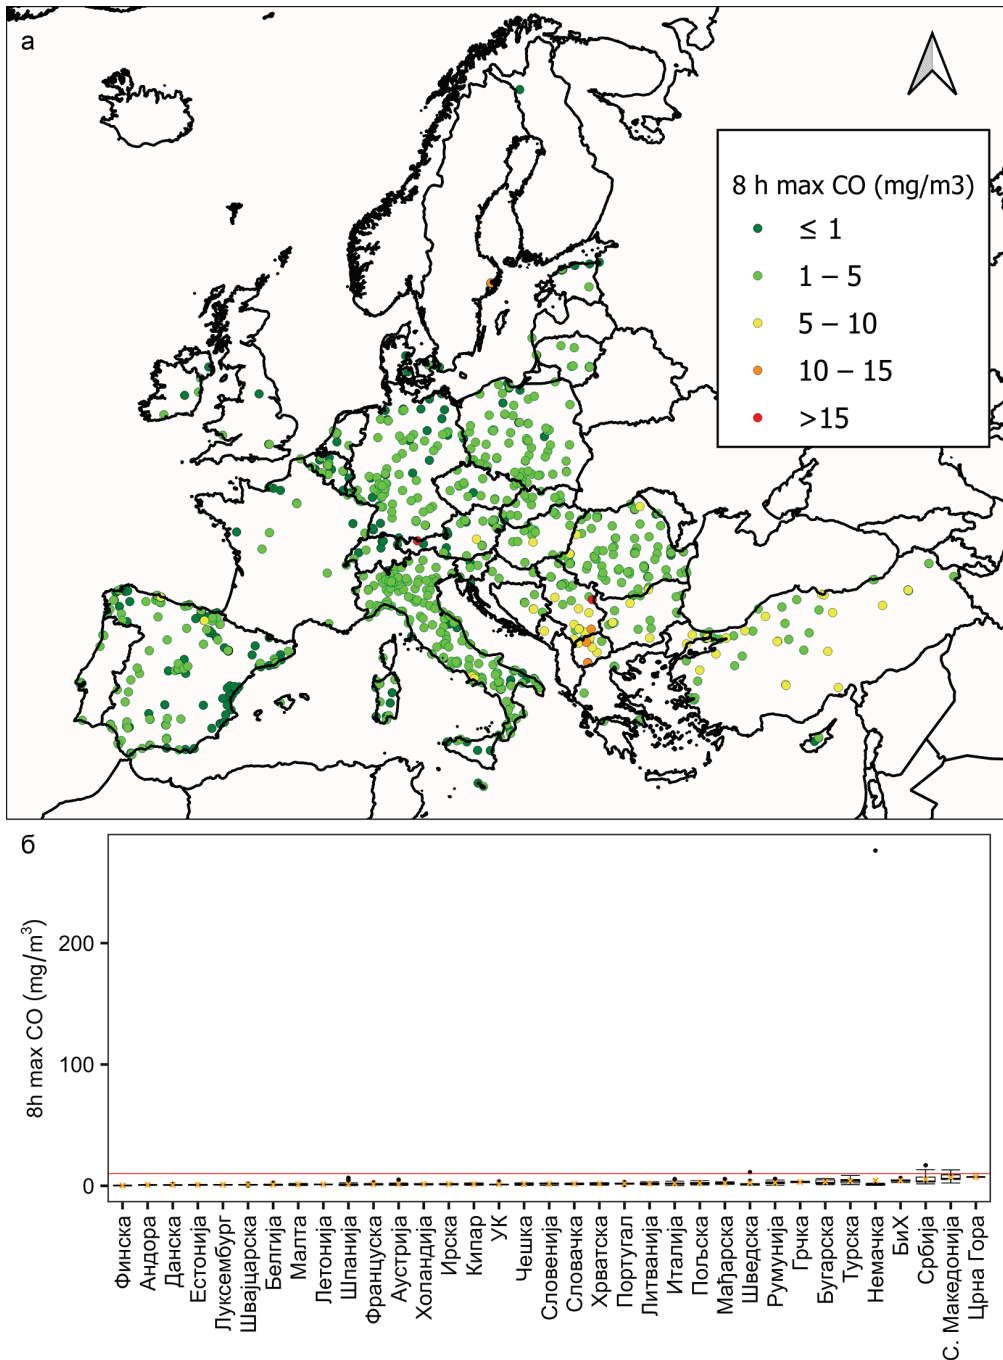 а
8 h max CO (mg/m3)
≤ 1
1 – 5
5 – 10
10 – 15
>15
б
8h max CO (mg/m³)
200
100
0
Финска
Андора
Данска
Естонија
Луксембург
Швајцарска
Белгија
Малта
Летонија
Шпанија
Француска
Аустрија
Холандија
Ирска
Кипар
уК
Чешка
Словенија
Словачка
Хрватска
Португал
Литванија
Италија
Пољска
Мађарска
Шведска
Румунија
Грчка
Бугарска
Турска
Немачка
БиХ
Србија
С. Македонија
Црна Гора